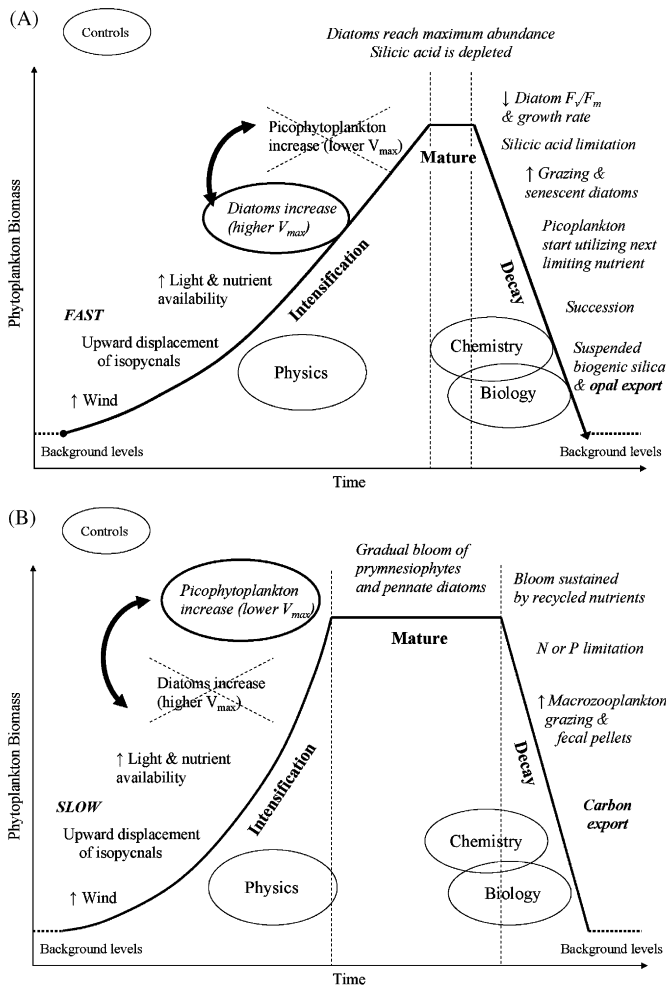 (A)
Controls
Diatoms reach maximum abundance
Silicic acid is depleted
↓ Diatom Fv/Fm
& growth rate
Picophytoplankton
increase (lower Vmax)
Mature
Silicic acid limitation
↑ Grazing &
senescent diatoms
Diatoms increase
(higher Vmax)
Picoplankton
start utilizing next
limiting nutrient
Phytoplankton Biomass
Intensification
Decay
↑ Light & nutrient
availability
FAST
Succession
Upward displacement
of isopycnals
Physics
Chemistry
Suspended
biogenic silica
& opal export
Biology
↑ Wind
Background levels
Background levels
Time
(B)
Controls
Gradual bloom of
prymnesiophytes
and pennate diatoms
Bloom sustained
by recycled nutrients
Picophytoplankton
increase (lower Vmax)
Mature
N or P limitation
Diatoms increase
(higher Vmax)
↑ Macrozooplankton
grazing &
fecal pellets
Phytoplankton Biomass
Intensification
Decay
↑ Light & nutrient
availability
SLOW
Carbon
export
Upward displacement
of isopycnals
Chemistry
Physics
Biology
↑ Wind
Background levels
Background levels
Time